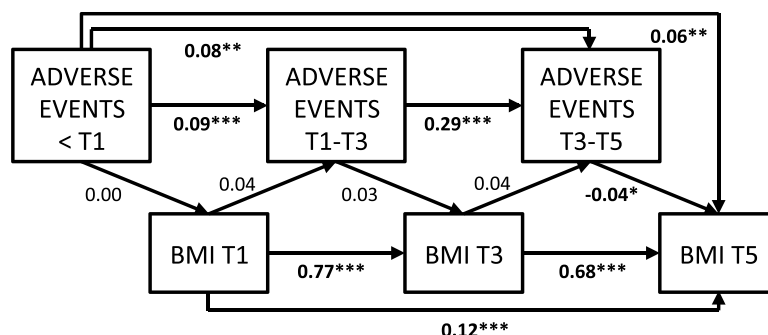 0.08**
0.06**
ADVERSE
EVENTS
< T1
ADVERSE
EVENTS
T1-T3
ADVERSE
EVENTS
T3-T5
0.09***
0.29***
0.00
0.04
0.03
0.04
-0.04*
BMI T1
BMI T3
BMI T5
0.77***
0.68***
0.12***